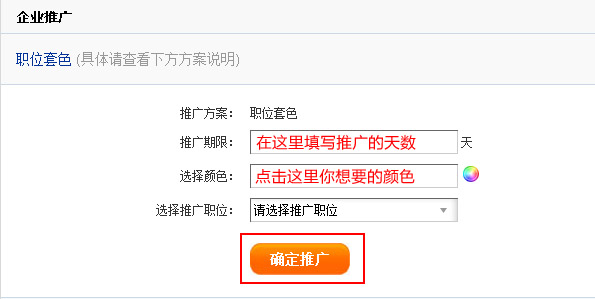 企业推广
职位套色 (具体请查看下方方案说明)
推广方案： 职位套色
推广期限： 在这里填写推广的天数 天
选择颜色： 点击这里你想要的颜色
选择推广职位： 请选择推广职位
确定推广